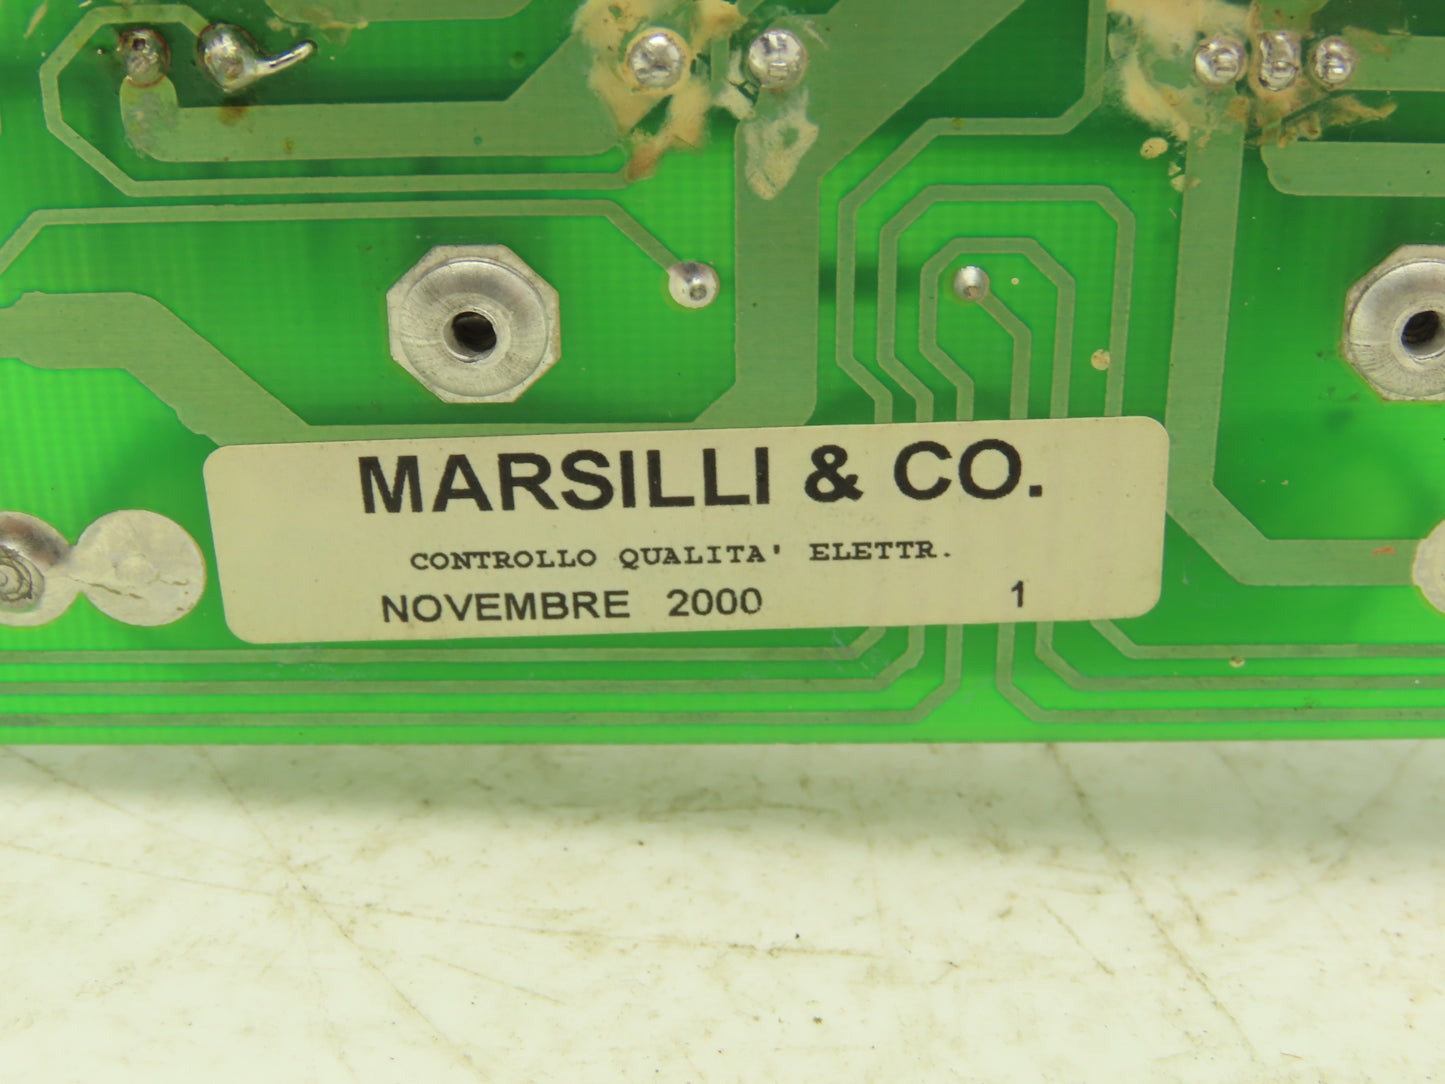 MARSILLI & CO.
CONTROLLO QUALITA' ELETTR.
NOVEMBRE 2000 1